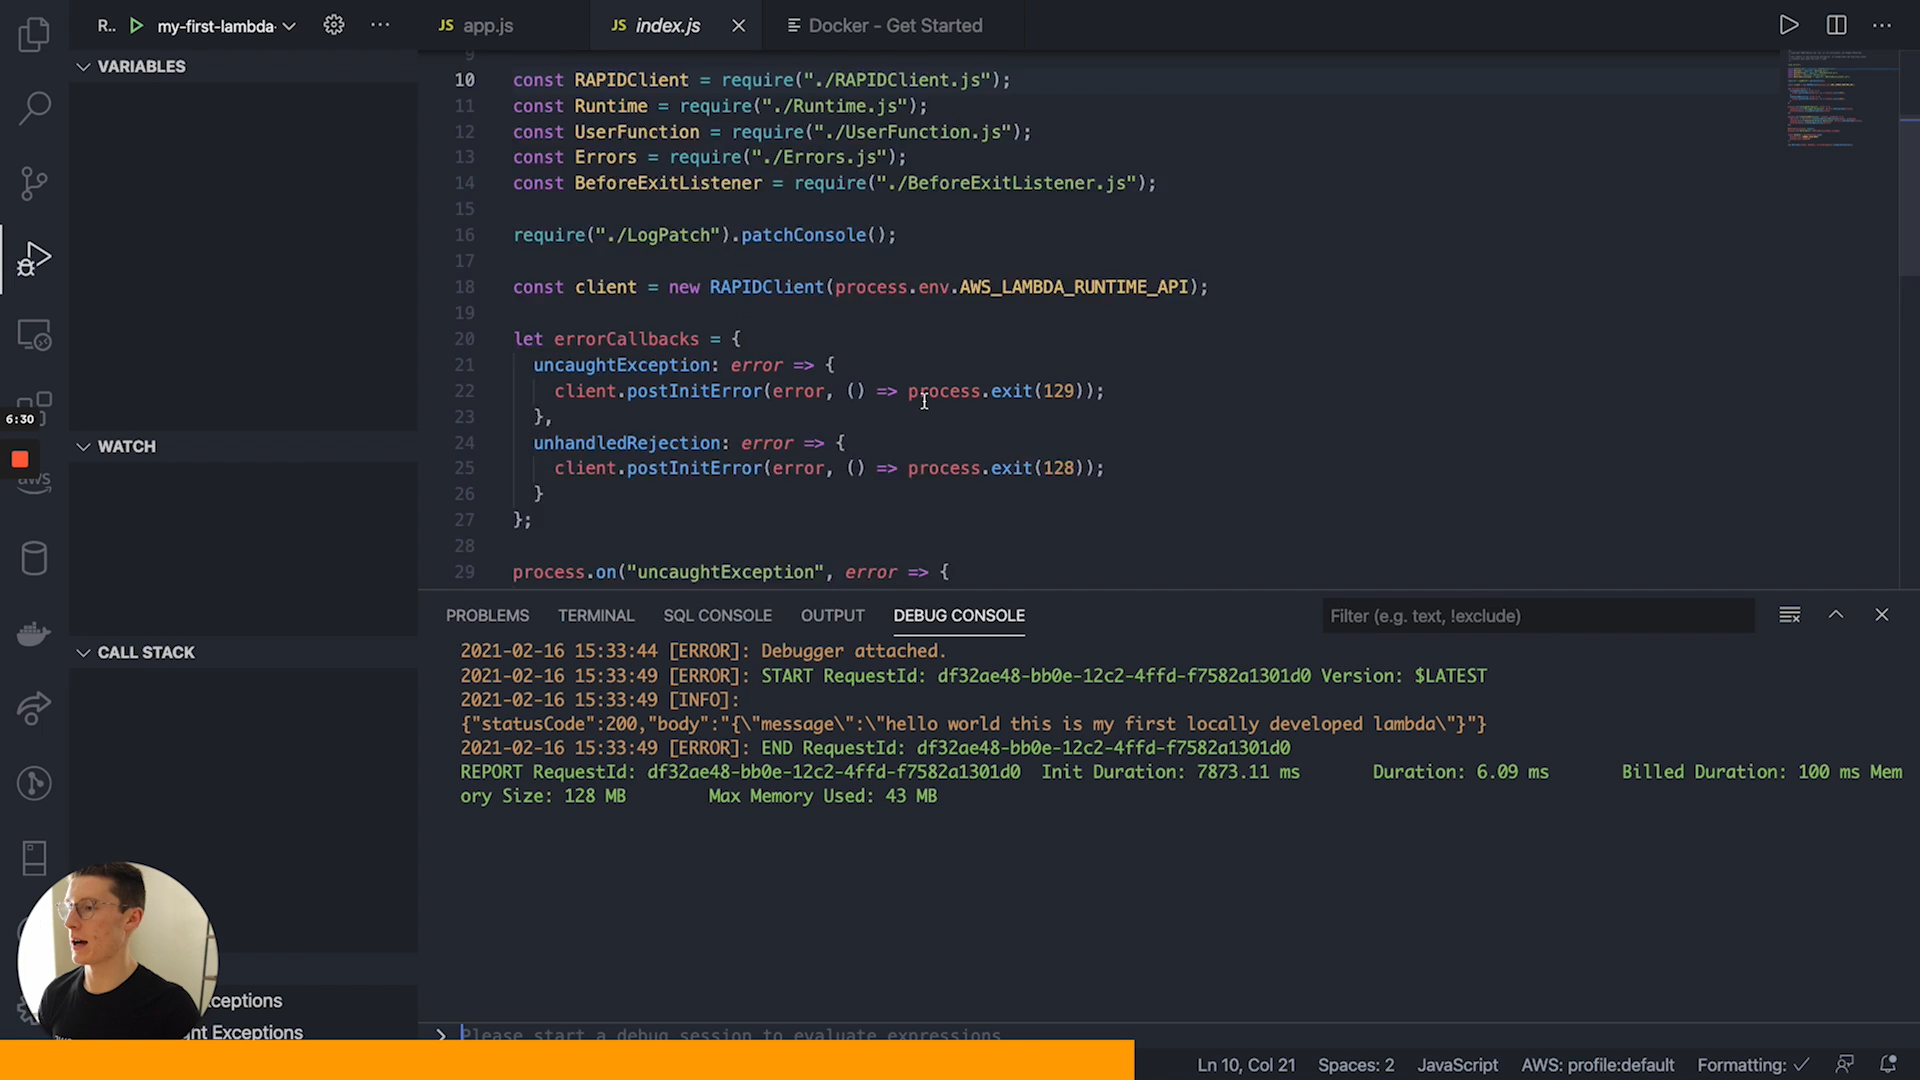 R.. my-first-lambda-
JS app.js
JS index.js
Docker - Get Started
VARIABLES
9
10 const RAPIDClient = require("./RAPIDClient.js");
11 const Runtime = require("./Runtime.js");
12 const UserFunction = require("./UserFunction.js");
13 const Errors = require("./Errors.js");
14 const BeforeExitListener = require("./BeforeExitListener.js");
15
16 require("./LogPatch").patchConsole();
17
18 const client = new RAPIDClient(process.env.AWS_LAMBDA_RUNTIME_API);
19
20 let errorCallbacks = {
21 uncaughtException: error => {
22 client.postInitError(error, () => process.exit(129));
23 },
24 unhandledRejection: error => {
25 client.postInitError(error, () => process.exit(128));
26 }
27 };
28
29 process.on("uncaughtException", error => {
6:30
WATCH
aws
CALL STACK
PROBLEMS TERMINAL SQL CONSOLE OUTPUT DEBUG CONSOLE
Filter (e.g. text, !exclude)
2021-02-16 15:33:44 [ERROR]: Debugger attached.
2021-02-16 15:33:49 [ERROR]: START RequestId: df32ae48-bb0e-12c2-4ffd-f7582a1301d0 Version: $LATEST
2021-02-16 15:33:49 [INFO]:
{"statusCode":200,"body":"{\"message\":\"hello world this is my first locally developed lambda\"}"}
2021-02-16 15:33:49 [ERROR]: END RequestId: df32ae48-bb0e-12c2-4ffd-f7582a1301d0
REPORT RequestId: df32ae48-bb0e-12c2-4ffd-f7582a1301d0 Init Duration: 7873.11 ms Duration: 6.09 ms Billed Duration: 100 ms Mem
ory Size: 128 MB Max Memory Used: 43 MB
ceptions
ht Exceptions
Please start a debug session to evaluate expressions
Ln 10, Col 21 Spaces: 2 JavaScript AWS: profile:default Formatting: ✓